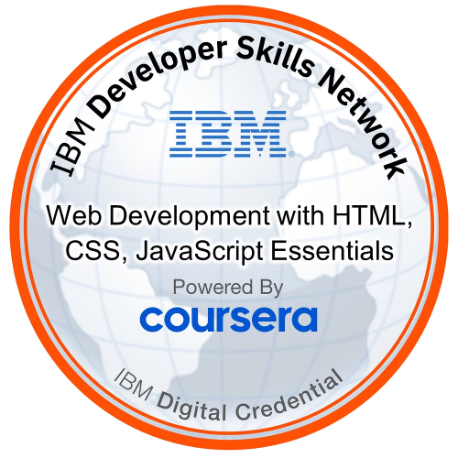 IBM Developer Skills Network
IBM®
Web Development with HTML,
CSS, JavaScript Essentials
Powered By
coursera
IBM Digital Credential